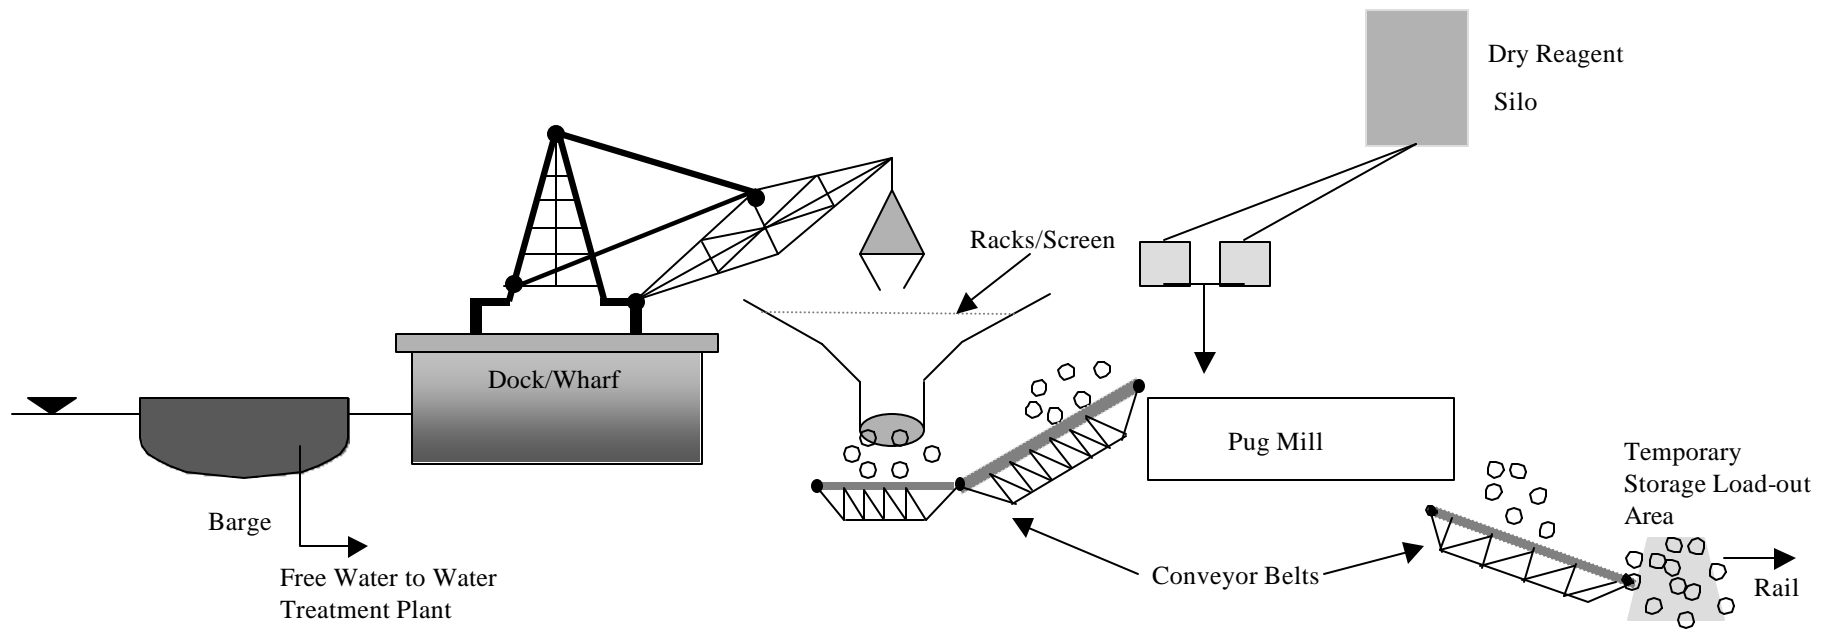 Dry Reagent
Silo
Racks/Screen
Dock/Wharf
Pug Mill
Temporary
Storage Load-out
Area
Barge
Free Water to Water
Treatment Plant
Conveyor Belts
Rail